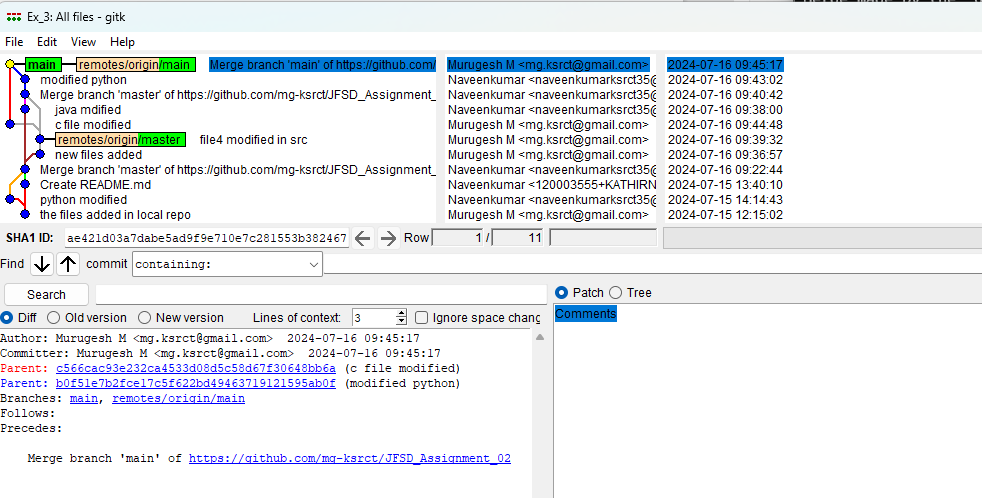 Ex_3: All files - gitk
File Edit View Help
main remotes/origin/main Merge branch 'main' of https://github.com/ Murugesh M <mg.ksrct@gmail.com> 2024-07-16 09:45:17
modified python Naveenkumar <naveenkumarksrct35@ 2024-07-16 09:43:02
Merge branch 'master' of https://github.com/mg-ksrct/JFSD_Assignment_ Naveenkumar <naveenkumarksrct35@ 2024-07-16 09:40:42
java mdified Naveenkumar <naveenkumarksrct35@ 2024-07-16 09:38:00
c file modified Murugesh M <mg.ksrct@gmail.com> 2024-07-16 09:44:48
remotes/origin/master file4 modified in src Murugesh M <mg.ksrct@gmail.com> 2024-07-16 09:39:32
new files added Murugesh M <mg.ksrct@gmail.com> 2024-07-16 09:36:57
Merge branch 'master' of https://github.com/mg-ksrct/JFSD_Assignment_ Murugesh M <mg.ksrct@gmail.com> 2024-07-16 09:22:44
Create README.md Naveenkumar <120003555+KATHIRN 2024-07-15 13:40:10
python modified Naveenkumar <naveenkumarksrct35@ 2024-07-15 14:14:43
the files added in local repo Murugesh M <mg.ksrct@gmail.com> 2024-07-15 12:15:02
SHA1 ID: ae421d03a7dabe5ad9f9e710e7c281553b382467 Row 1 / 11
Find commit containing:
Search
Patch Tree
Diff Old version New version Lines of context: 3 Ignore space chang
Comments
Author: Murugesh M <mg.ksrct@gmail.com> 2024-07-16 09:45:17
Committer: Murugesh M <mg.ksrct@gmail.com> 2024-07-16 09:45:17
Parent: c566cac93e232ca4533d08d5c58d67f30648bb6a (c file modified)
Parent: b0f51e7b2fce17c5f622bd49463719121595ab0f (modified python)
Branches: main, remotes/origin/main
Follows:
Precedes:
Merge branch 'main' of https://github.com/mg-ksrct/JFSD_Assignment_02